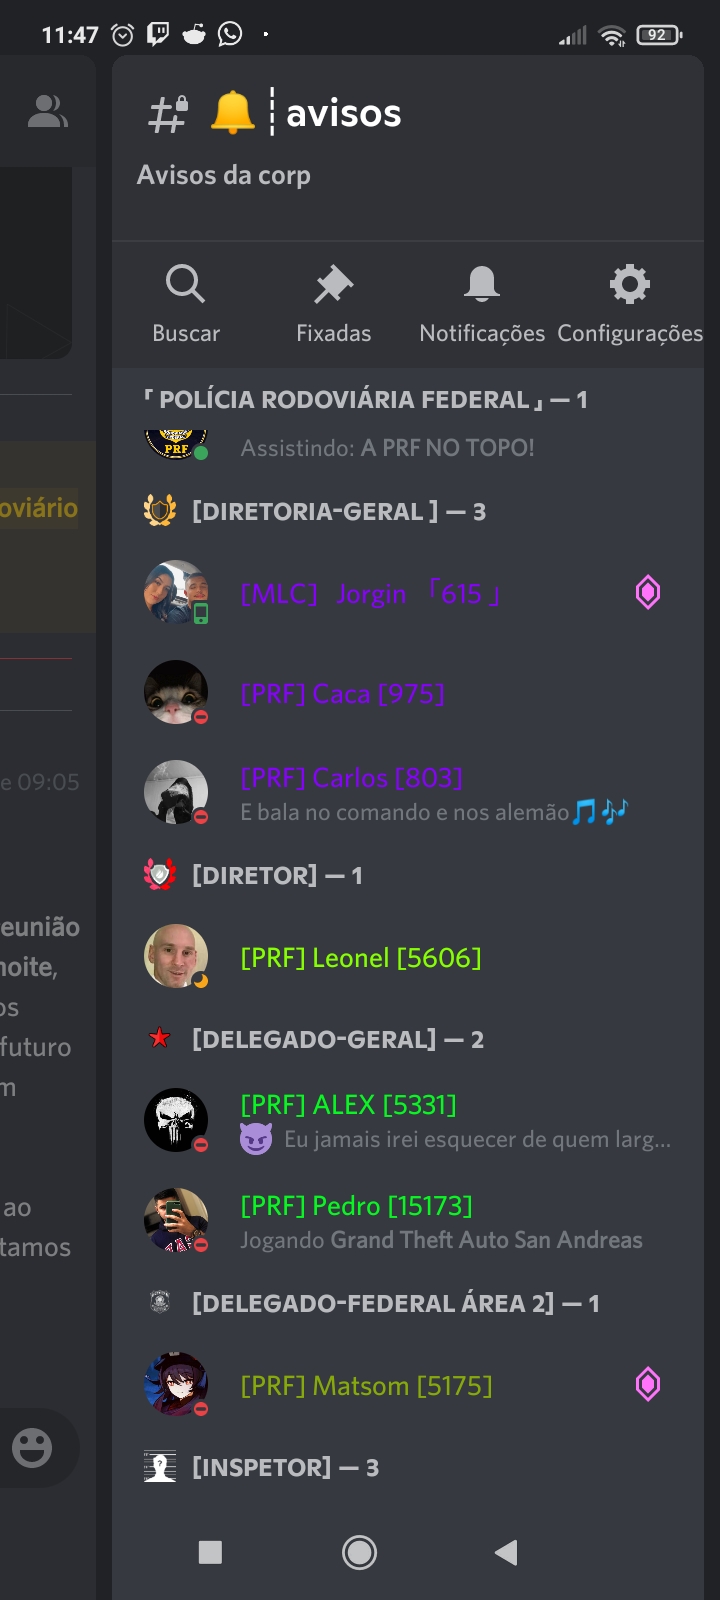 11:47
92
avisos
Avisos da corp
Buscar
Fixadas
Notificações
Configurações
「 POLÍCIA RODOVIÁRIA FEDERAL 」 — 1
PRF
Assistindo: A PRF NO TOPO!
oviário
[DIRETORIA-GERAL ] — 3
[MLC] Jorgin 「615 」
[PRF] Caca [975]
[PRF] Carlos [803]
e 09:05
E bala no comando e nos alemão
[DIRETOR] — 1
eunião
[PRF] Leonel [5606]
noite,
os
[DELEGADO-GERAL] — 2
futuro
m
[PRF] ALEX [5331]
Eu jamais irei esquecer de quem larg...
ao
[PRF] Pedro [15173]
tamos
Jogando Grand Theft Auto San Andreas
[DELEGADO-FEDERAL ÁREA 2] — 1
[PRF] Matsom [5175]
[INSPETOR] — 3